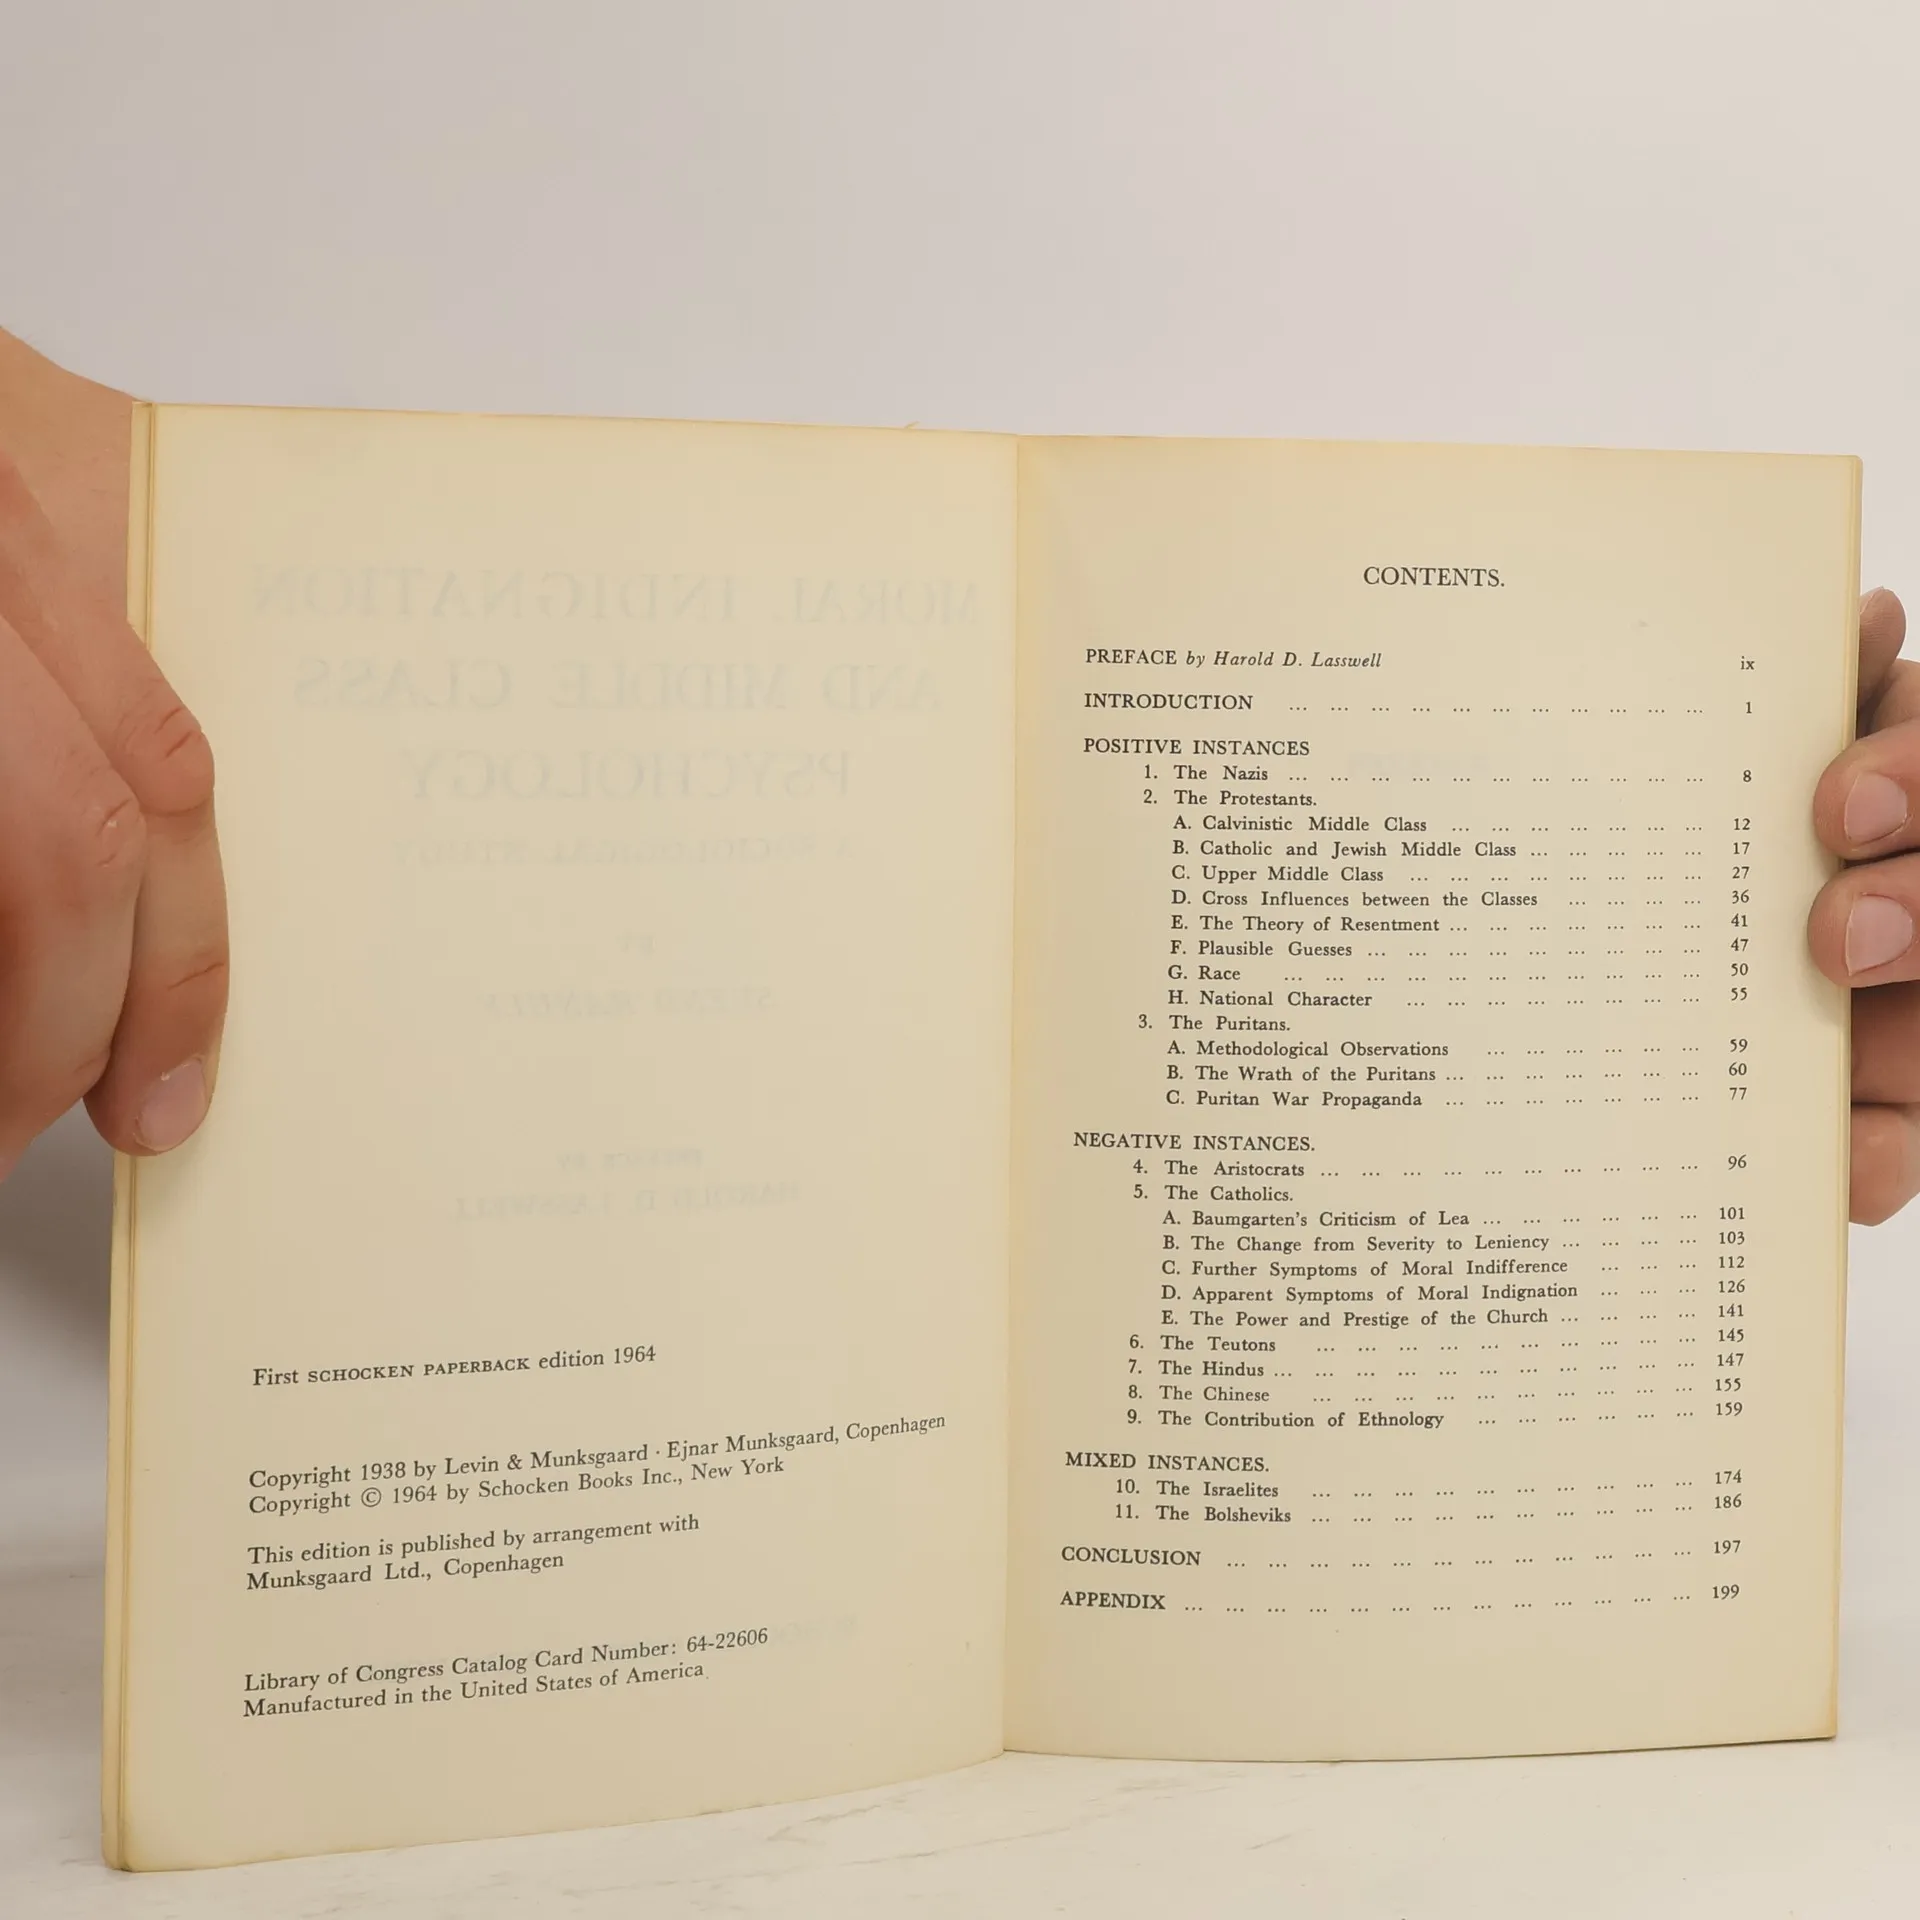 First SCHOCKEN PAPERBACK edition 1964
Copyright 1938 by Levin & Munksgaard · Ejnar Munksgaard, Copenhagen
Copyright © 1964 by Schocken Books Inc., New York
This edition is published by arrangement with
Munksgaard Ltd., Copenhagen
Library of Congress Catalog Card Number: 64-22606
Manufactured in the United States of America
CONTENTS.
PREFACE by Harold D. Lasswell ix
INTRODUCTION ... ... ... ... ... ... ... ... ... ... ... 1
POSITIVE INSTANCES
1. The Nazis ... ... ... ... ... ... ... ... ... ... ... 8
2. The Protestants.
A. Calvinistic Middle Class ... ... ... ... ... ... ... 12
B. Catholic and Jewish Middle Class ... ... ... ... ... 17
C. Upper Middle Class ... ... ... ... ... ... ... ... 27
D. Cross Influences between the Classes ... ... ... ... 36
E. The Theory of Resentment ... ... ... ... ... ... ... 41
F. Plausible Guesses ... ... ... ... ... ... ... ... ... 47
G. Race ... ... ... ... ... ... ... ... ... ... ... 50
H. National Character ... ... ... ... ... ... ... ... 55
3. The Puritans.
A. Methodological Observations ... ... ... ... ... ... 59
B. The Wrath of the Puritans ... ... ... ... ... ... ... 60
C. Puritan War Propaganda ... ... ... ... ... ... ... 77
NEGATIVE INSTANCES.
4. The Aristocrats ... ... ... ... ... ... ... ... ... ... 96
5. The Catholics.
A. Baumgarten's Criticism of Lea ... ... ... ... ... ... 101
B. The Change from Severity to Leniency ... ... ... ... 103
C. Further Symptoms of Moral Indifference ... ... ... 112
D. Apparent Symptoms of Moral Indignation ... ... ... 126
E. The Power and Prestige of the Church ... ... ... ... 141
6. The Teutons ... ... ... ... ... ... ... ... ... ... 145
7. The Hindus ... ... ... ... ... ... ... ... ... ... ... 147
8. The Chinese ... ... ... ... ... ... ... ... ... ... 155
9. The Contribution of Ethnology ... ... ... ... ... ... 159
MIXED INSTANCES.
10. The Israelites ... ... ... ... ... ... ... ... ... ... 174
11. The Bolsheviks ... ... ... ... ... ... ... ... ... ... 186
CONCLUSION ... ... ... ... ... ... ... ... ... ... ... ... 197
APPENDIX ... ... ... ... ... ... ... ... ... ... ... ... ... 199